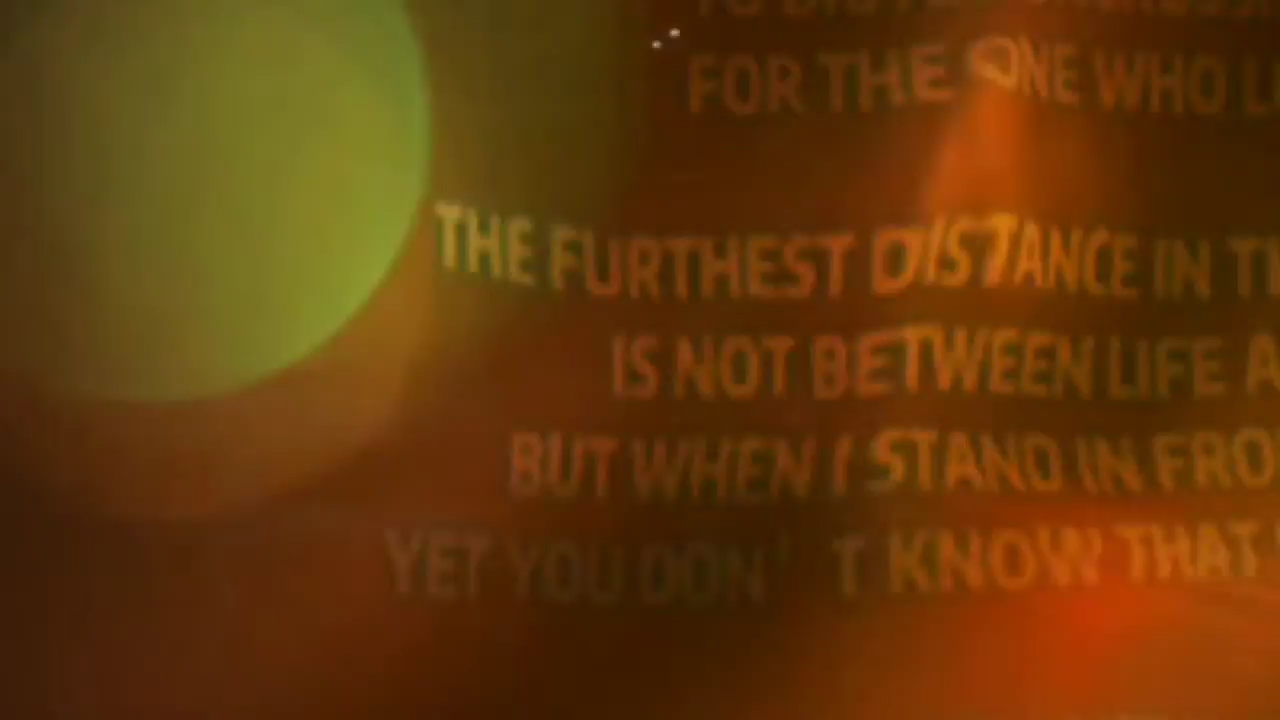 FOR THE ONE WHO
THE FURTHEST DISTANCE IN
IS NOT BETWEEN LIFE
BUT WHEN I STAND IN
YET YOU DON' T KNOW THAT